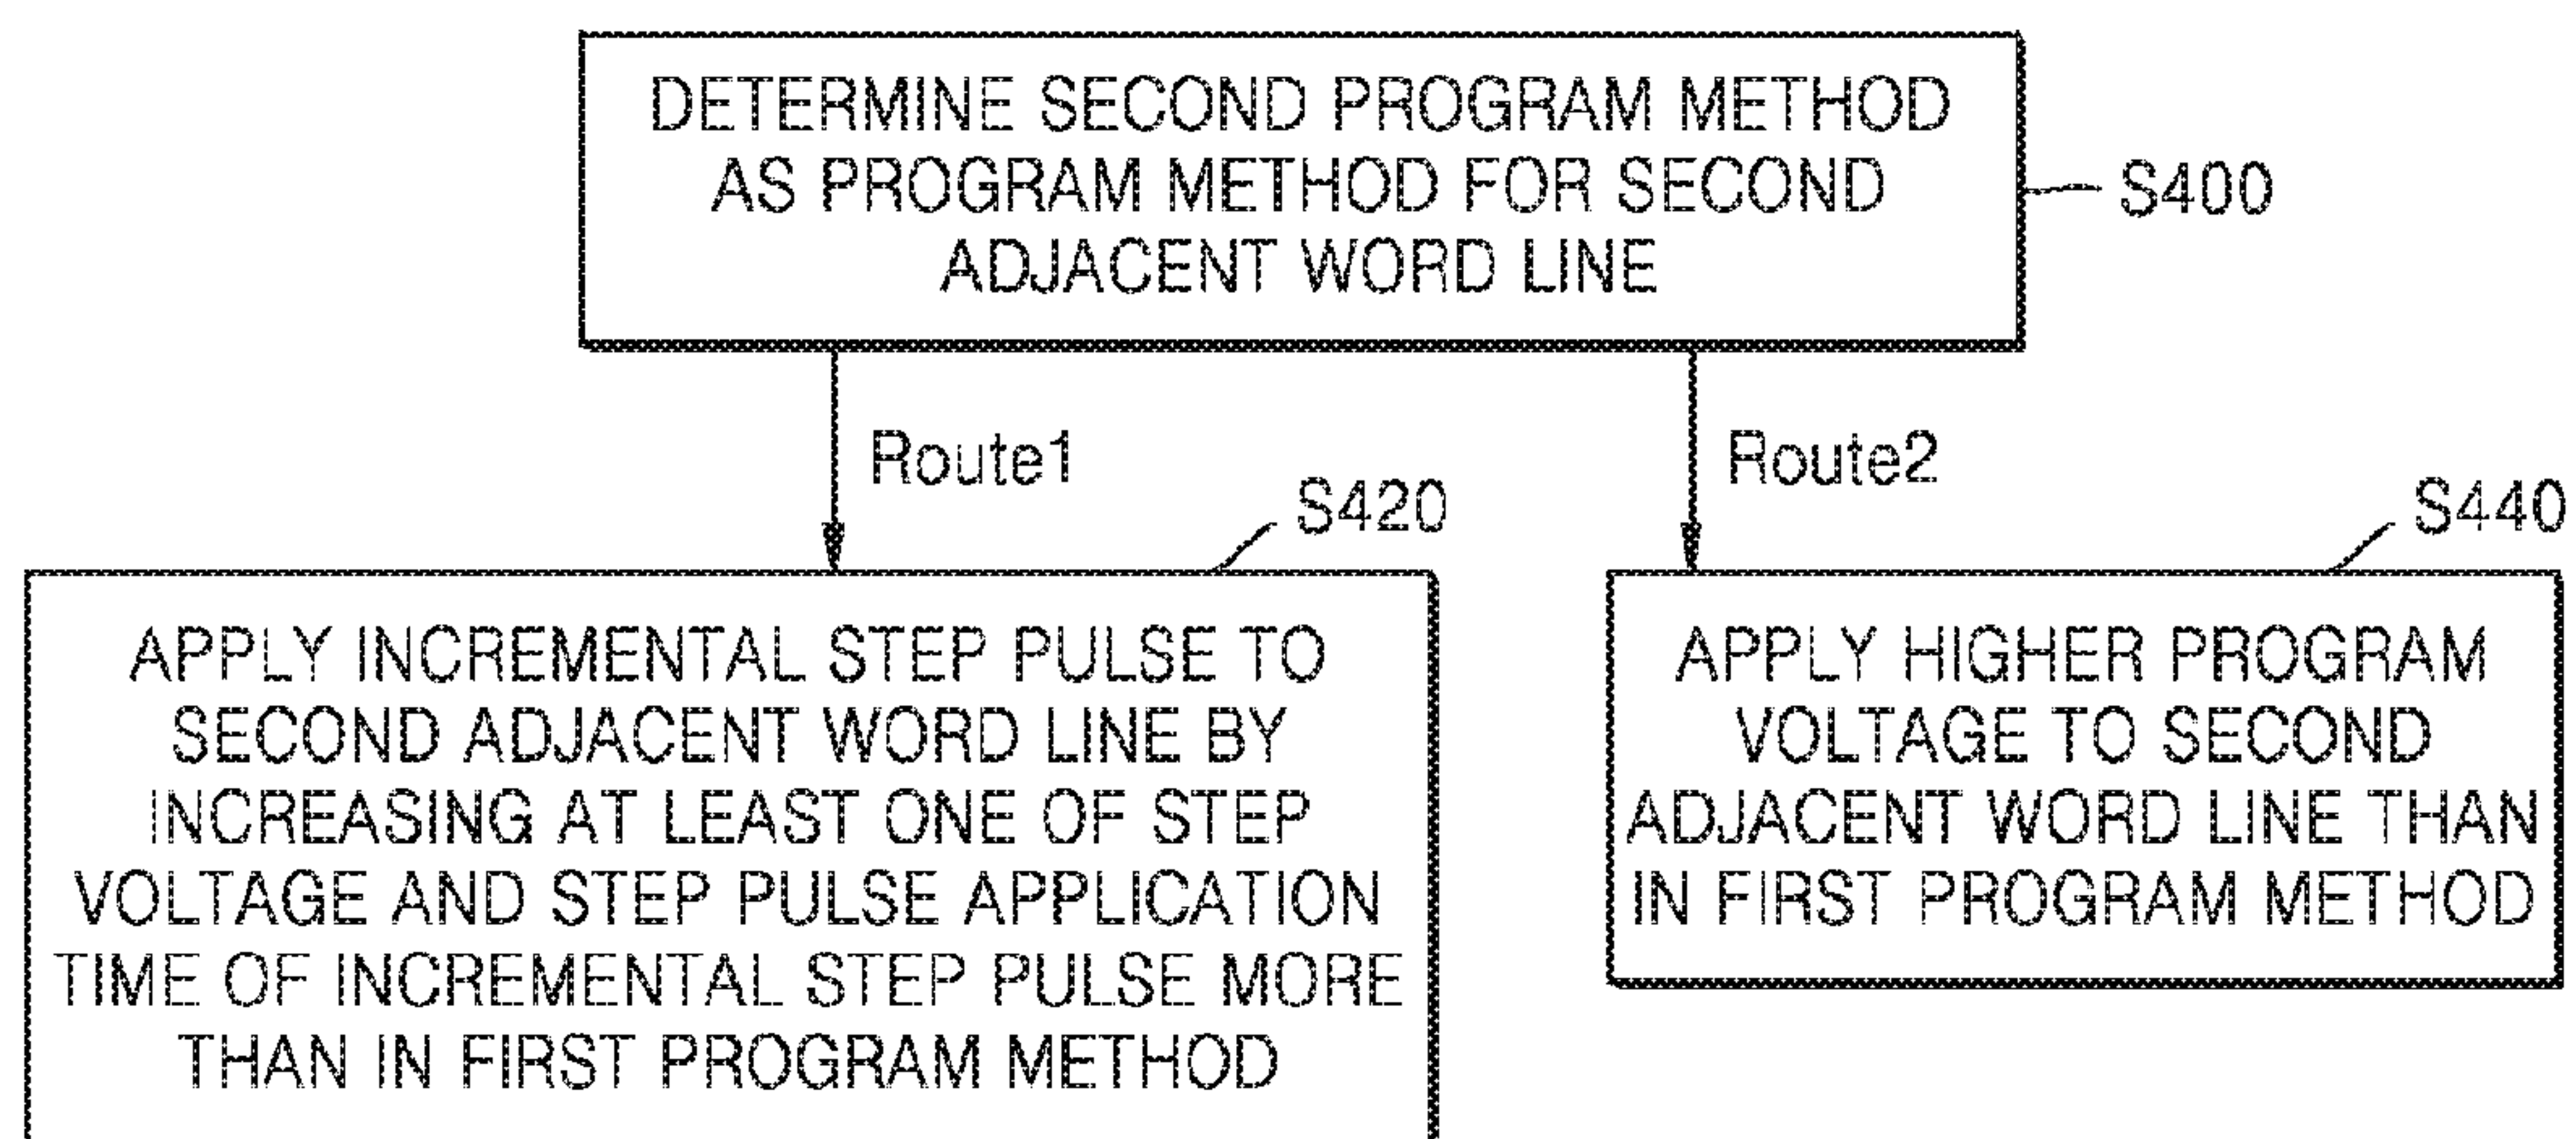 DETERMINE SECOND PROGRAM METHOD
AS PROGRAM METHOD FOR SECOND
ADJACENT WORD LINE
S400
Route1
Route2
S420
S440
APPLY INCREMENTAL STEP PULSE TO
SECOND ADJACENT WORD LINE BY
INCREASING AT LEAST ONE OF STEP
VOLTAGE AND STEP PULSE APPLICATION
TIME OF INCREMENTAL STEP PULSE MORE
THAN IN FIRST PROGRAM METHOD
APPLY HIGHER PROGRAM
VOLTAGE TO SECOND
ADJACENT WORD LINE THAN
IN FIRST PROGRAM METHOD